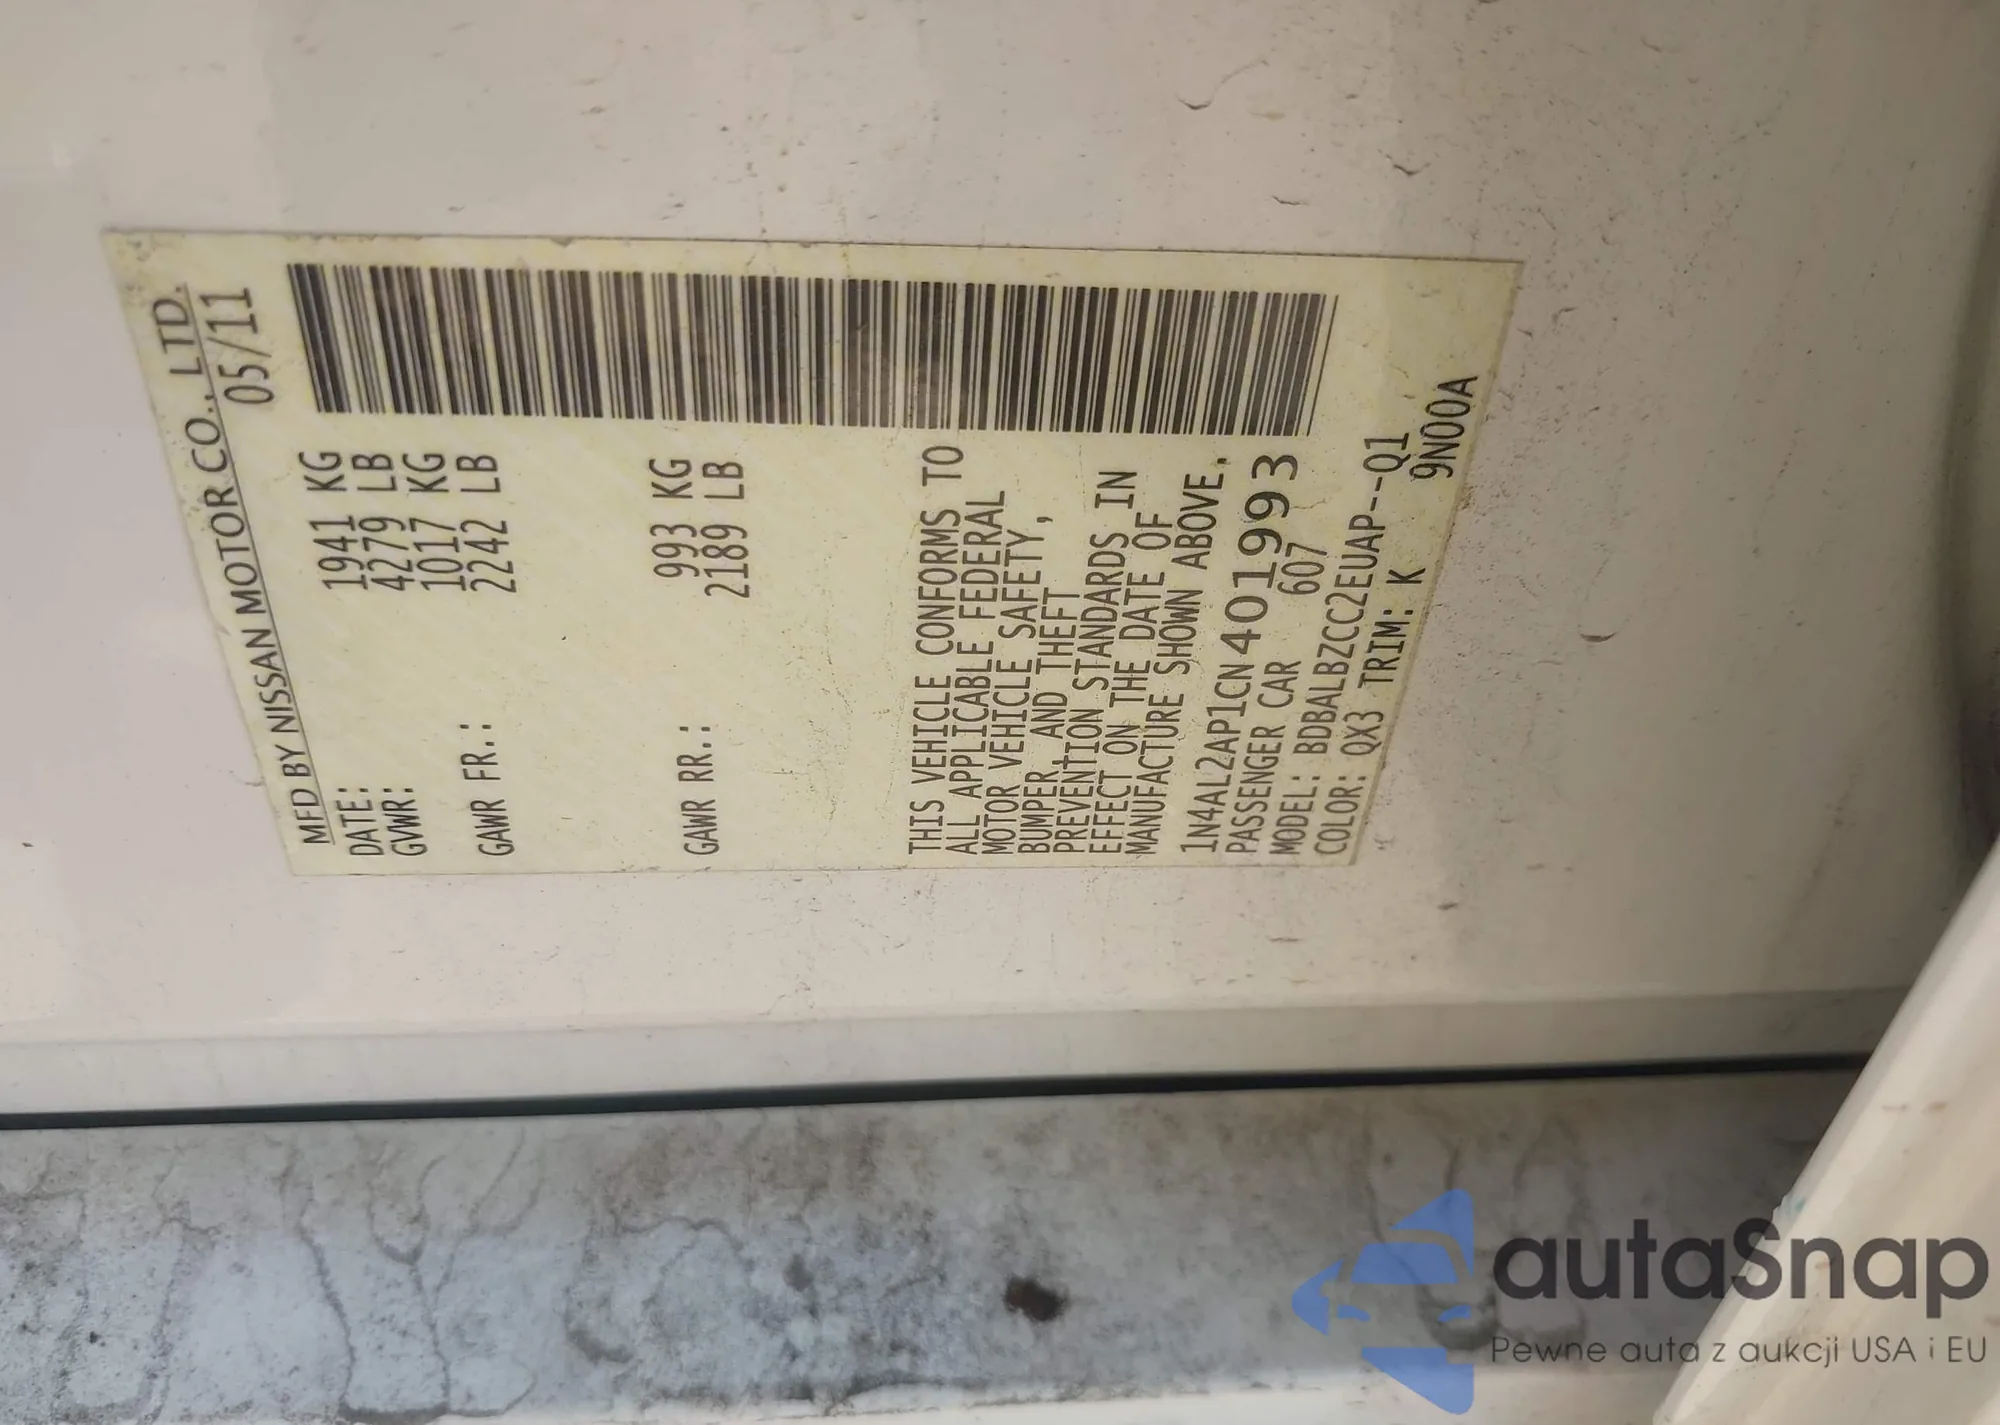 MFD BY NISSAN MOTOR CO., LTD.
DATE: 05/11
GVWR: 1941 KG
4279 LB
GAWR FR.: 1017 KG
2242 LB
GAWR RR.: 993 KG
2189 LB
THIS VEHICLE CONFORMS TO
ALL APPLICABLE FEDERAL
MOTOR VEHICLE SAFETY,
BUMPER, AND THEFT
PREVENTION STANDARDS IN
EFFECT ON THE DATE OF
MANUFACTURE SHOWN ABOVE.
1N4AL2AP1CN401993
PASSENGER CAR 607
MODEL: BDBALBZCC2EUAP--Q1
COLOR: QX3 TRIM: K 9N00A
autaSnap
Pewne auta z aukcji USA i EU